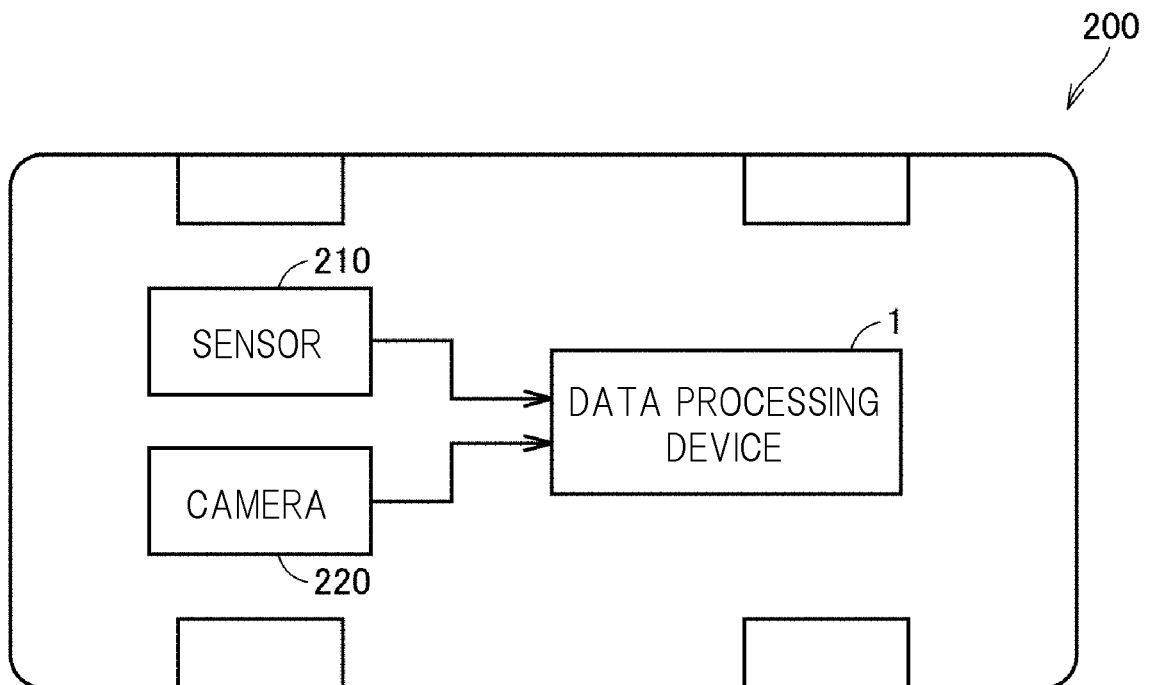 200
210
SENSOR
1
DATA PROCESSING
DEVICE
CAMERA
220